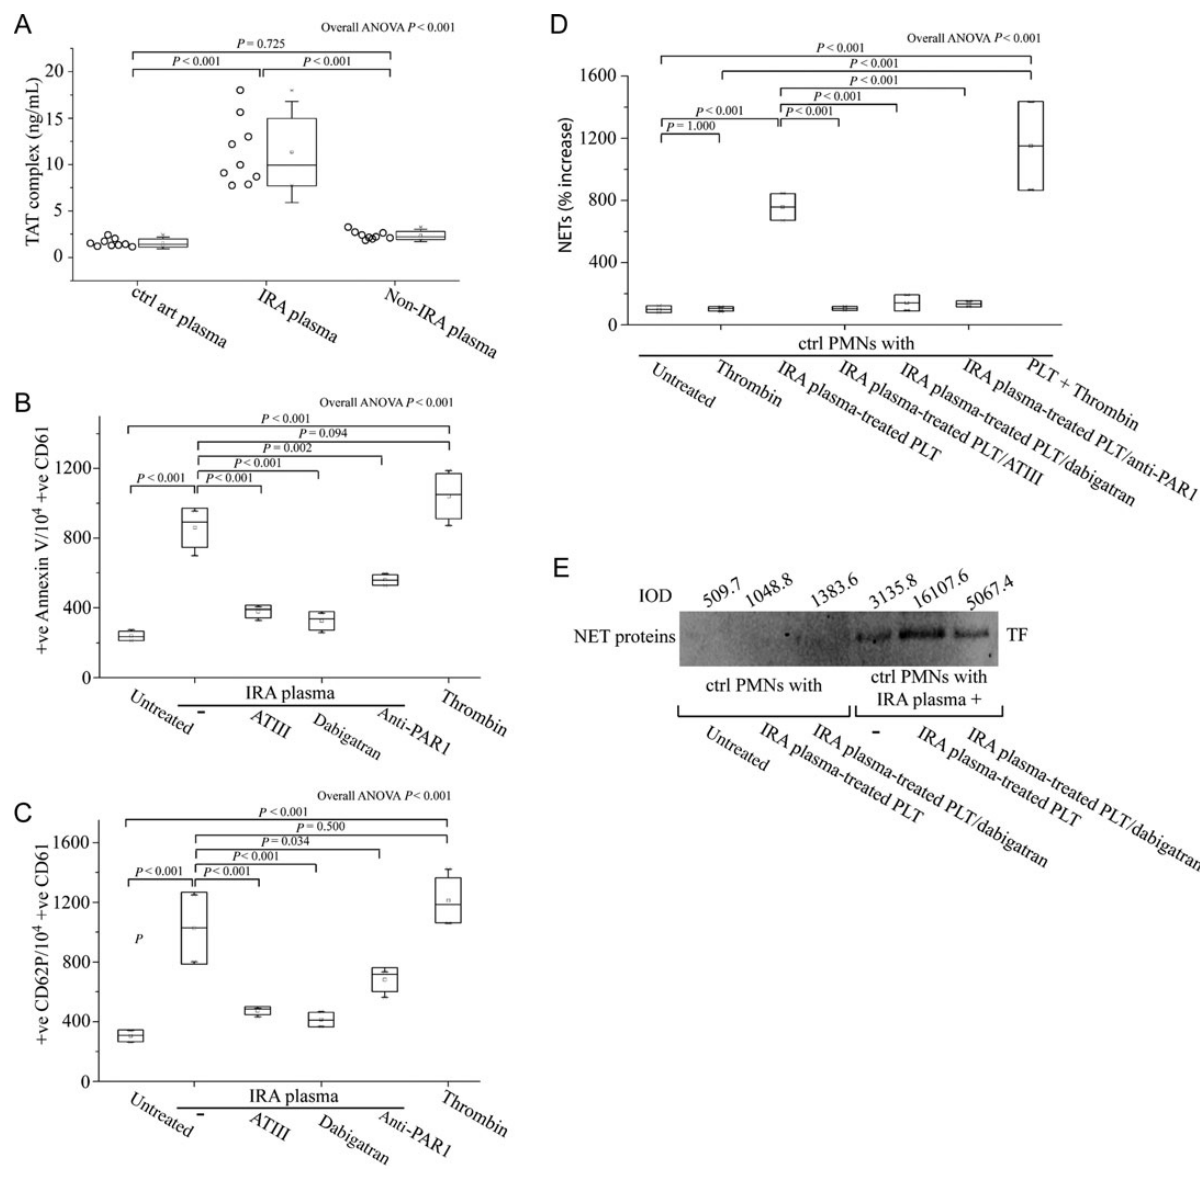 A
Overall ANOVA P < 0.001
P = 0.725
P < 0.001
P < 0.001
TAT complex (ng/mL)
20
15
10
5
0
ctrl art plasma
IRA plasma
Non-IRA plasma
B
Overall ANOVA P < 0.001
P < 0.001
P = 0.094
P = 0.002
P < 0.001
P < 0.001
P < 0.001
+ve Annexin V/10⁴ +ve CD61
1200
800
400
0
Untreated
IRA plasma
-
ATIII
Dabigatran
Anti-PAR1
Thrombin
C
Overall ANOVA P < 0.001
P < 0.001
P = 0.500
P = 0.034
P < 0.001
P < 0.001
P < 0.001
P
+ve CD62P/10⁴ +ve CD61
1600
1200
800
400
0
Untreated
IRA plasma
-
ATIII
Dabigatran
Anti-PAR1
Thrombin
D
Overall ANOVA P < 0.001
P < 0.001
P < 0.001
P < 0.001
P < 0.001
P < 0.001
P < 0.001
P = 1.000
NETs (% increase)
1600
1200
800
400
0
ctrl PMNs with
Untreated
Thrombin
IRA plasma-treated PLT
IRA plasma-treated PLT/ATIII
IRA plasma-treated PLT/dabigatran
IRA plasma-treated PLT/anti-PAR1
PLT + Thrombin
E
IOD
509.7
1048.8
1383.6
3135.8
16107.6
5067.4
NET proteins
TF
ctrl PMNs with
ctrl PMNs with
IRA plasma +
Untreated
IRA plasma-treated PLT
IRA plasma-treated PLT/dabigatran
-
IRA plasma-treated PLT
IRA plasma-treated PLT/dabigatran